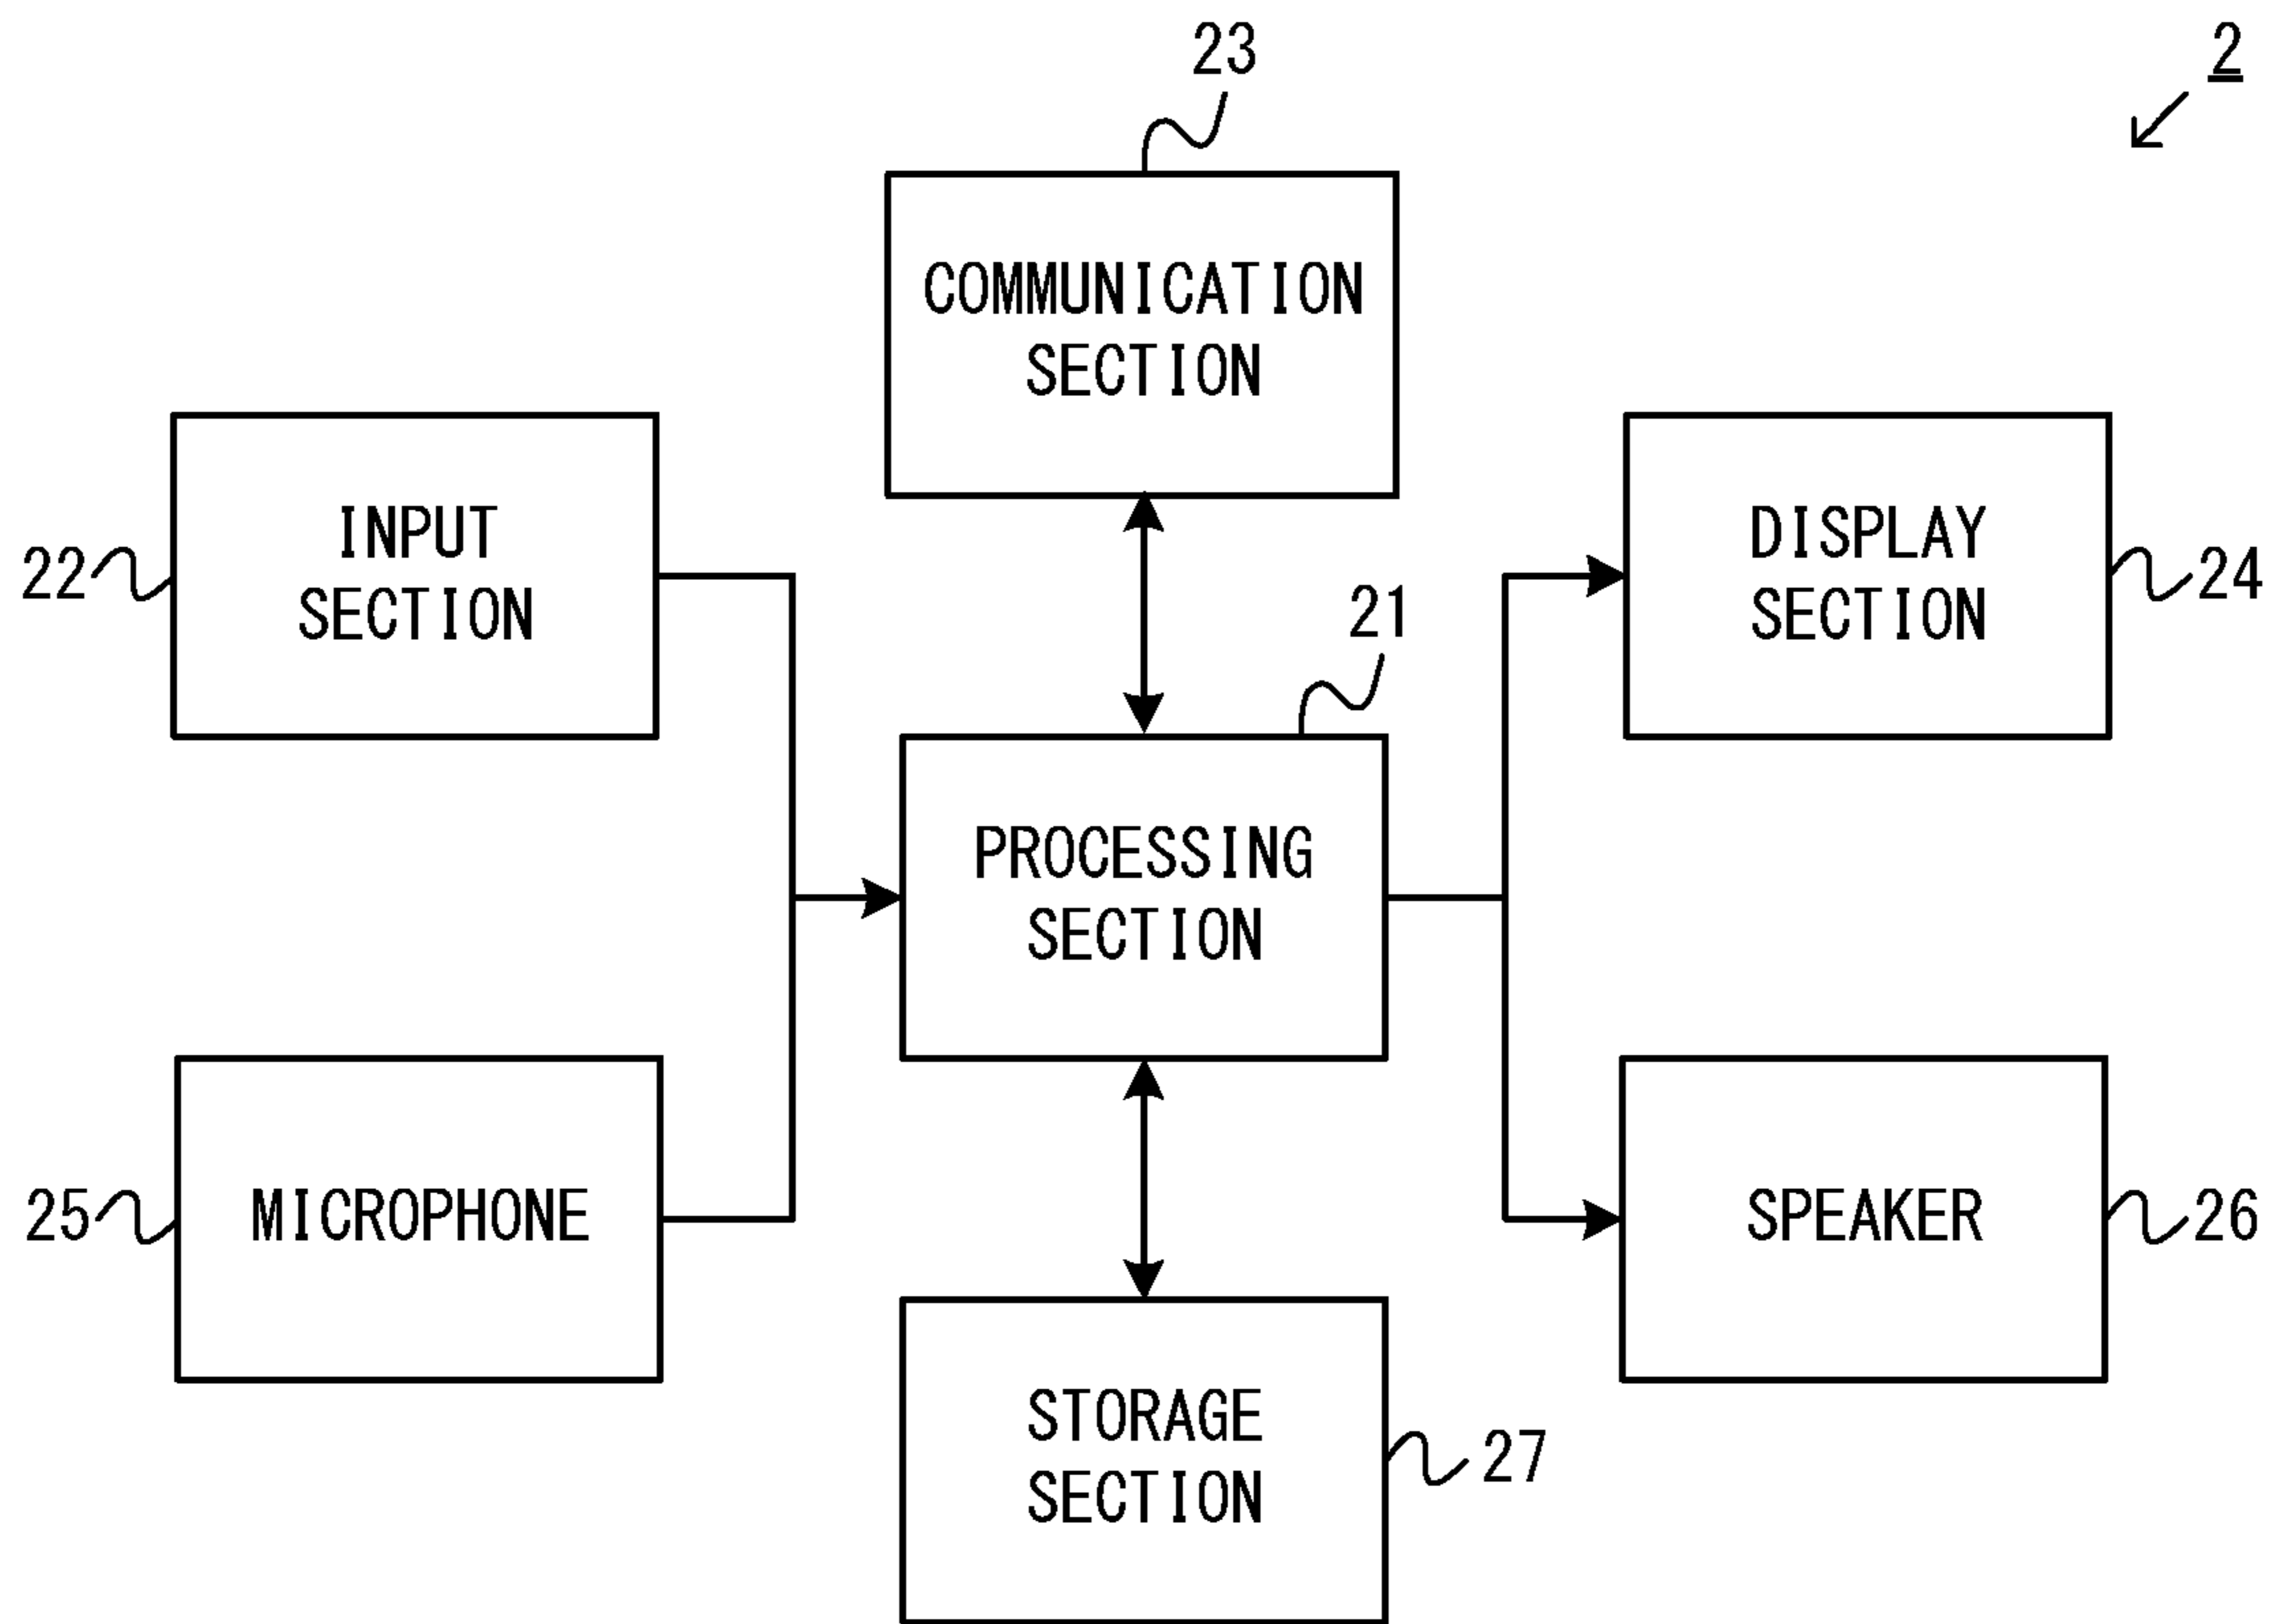 23
2
COMMUNICATION
SECTION
INPUT
SECTION
22
DISPLAY
SECTION
24
21
PROCESSING
SECTION
25
MICROPHONE
SPEAKER
26
STORAGE
SECTION
27